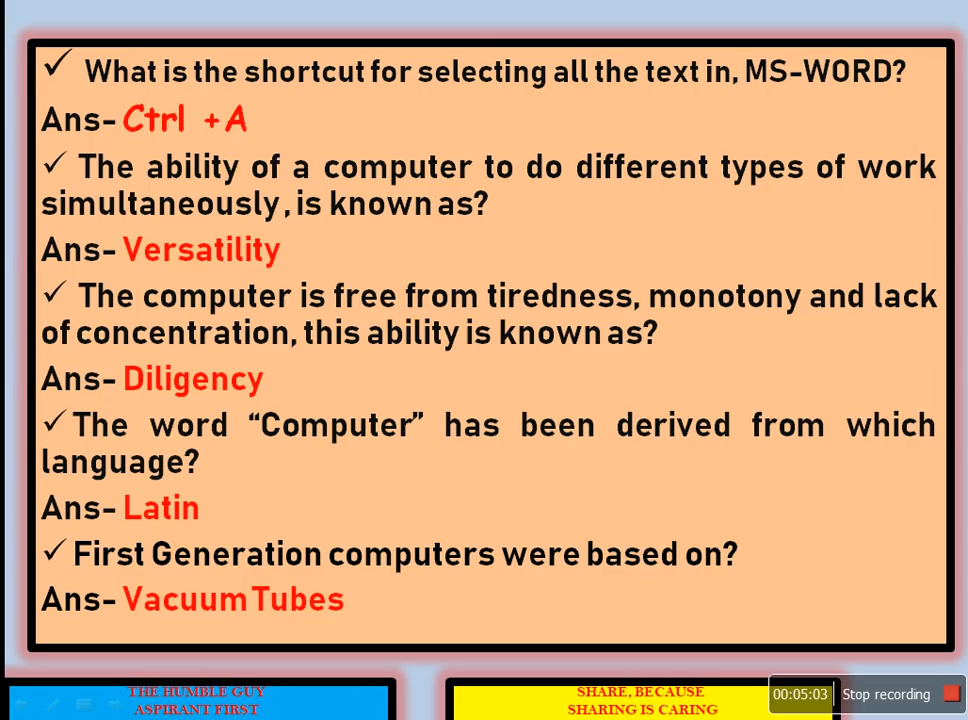 ✓ What is the shortcut for selecting all the text in, MS-WORD?
Ans- Ctrl +A
✓ The ability of a computer to do different types of work
simultaneously, is known as?
Ans- Versatility
✓ The computer is free from tiredness, monotony and lack
of concentration, this ability is known as?
Ans- Diligency
✓ The word “Computer” has been derived from which
language?
Ans- Latin
✓ First Generation computers were based on?
Ans- Vacuum Tubes
THE HUMBLE GUY
ASPIRANT FIRST
SHARE, BECAUSE
SHARING IS CARING
00:05:03 Stop recording